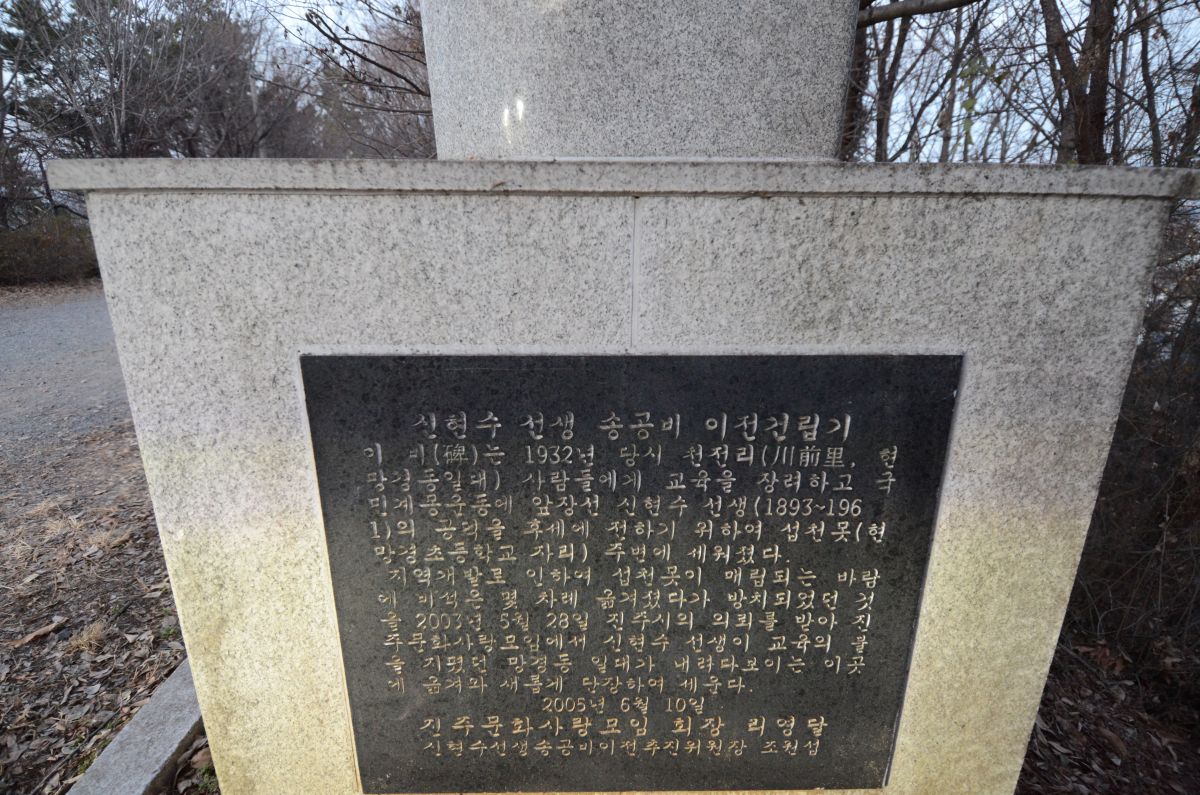 신현수 선생 송공비 이전건립기
이 비(碑)는 1932년 당시 천전리(川前里, 현
망경동일대) 사람들에게 교육을 장려하고 국
민계몽운동에 앞장선 신현수 선생(1893~196
1)의 공덕을 후세에 전하기 위하여 섭천못(현
망경초등학교 자리) 주변에 세워졌다.
지역개발로 인하여 섭천못이 매립되는 바람
에 비석은 몇 차례 옮겨졌다가 방치되었던 것
을 2003년 5월 28일 진주시의 의뢰를 받아 진
주문화사랑모임에서 신현수 선생이 교육의 불
을 지폈던 망경동 일대가 내려다보이는 이곳
에 옮겨와 새롭게 단장하여 세운다.
2005년 6월 10일
진주문화사랑모임 회장 리영달
신현수선생송공비이전추진위원장 조원섭